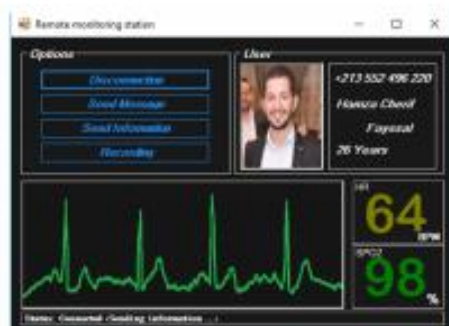 Remote monitoring station
Options
Disconnection
Send Message
Send Information
Recording
User
+213 552 496 220
Hamza Cherif
Fayssal
26 Years
HR
64
BPM
SPO2
98
%
Status: Connected (Sending information ...)